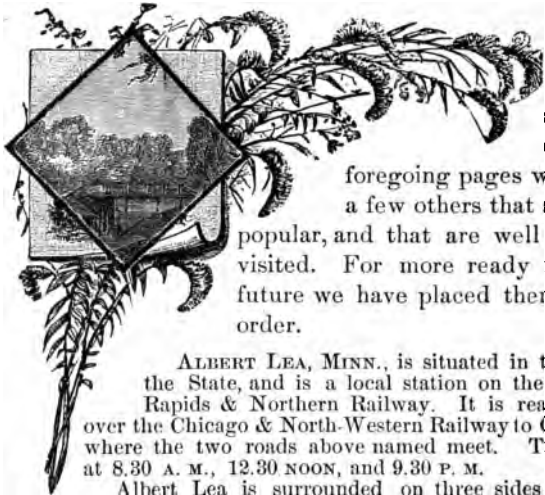 foregoing pages
a few others that
popular, and that are well
visited. For more ready
future we have placed
order.
ALBERT LEA, MINN., is situated in
the State, and is a local station on the
Rapids & Northern Railway. It is
over the Chicago & North-Western Railway to
where the two roads above named meet.
at 8.30 A. M., 12.30 NOON, and 9.30 P. M.
Albert Lea is surrounded on three sides